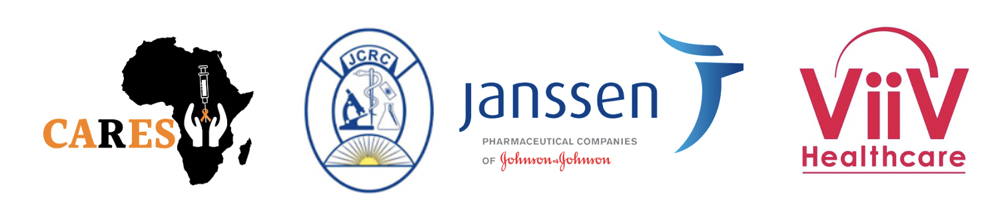 CARES
JCRC
Janssen
PHARMACEUTICAL COMPANIES
OF Johnson & Johnson
ViiV
Healthcare